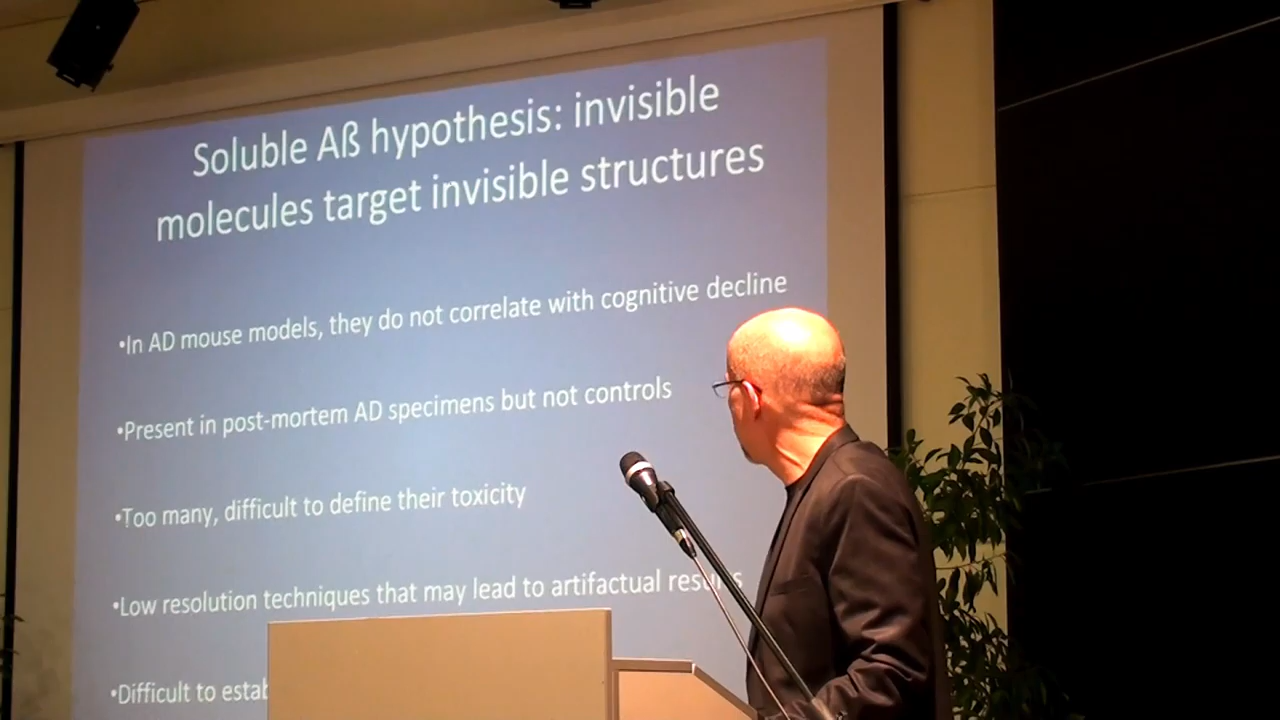 Soluble Aß hypothesis: invisible
molecules target invisible structures
•In AD mouse models, they do not correlate with cognitive decline
•Present in post-mortem AD specimens but not controls
•Too many, difficult to define their toxicity
•Low resolution techniques that may lead to artifactual results
•Difficult to